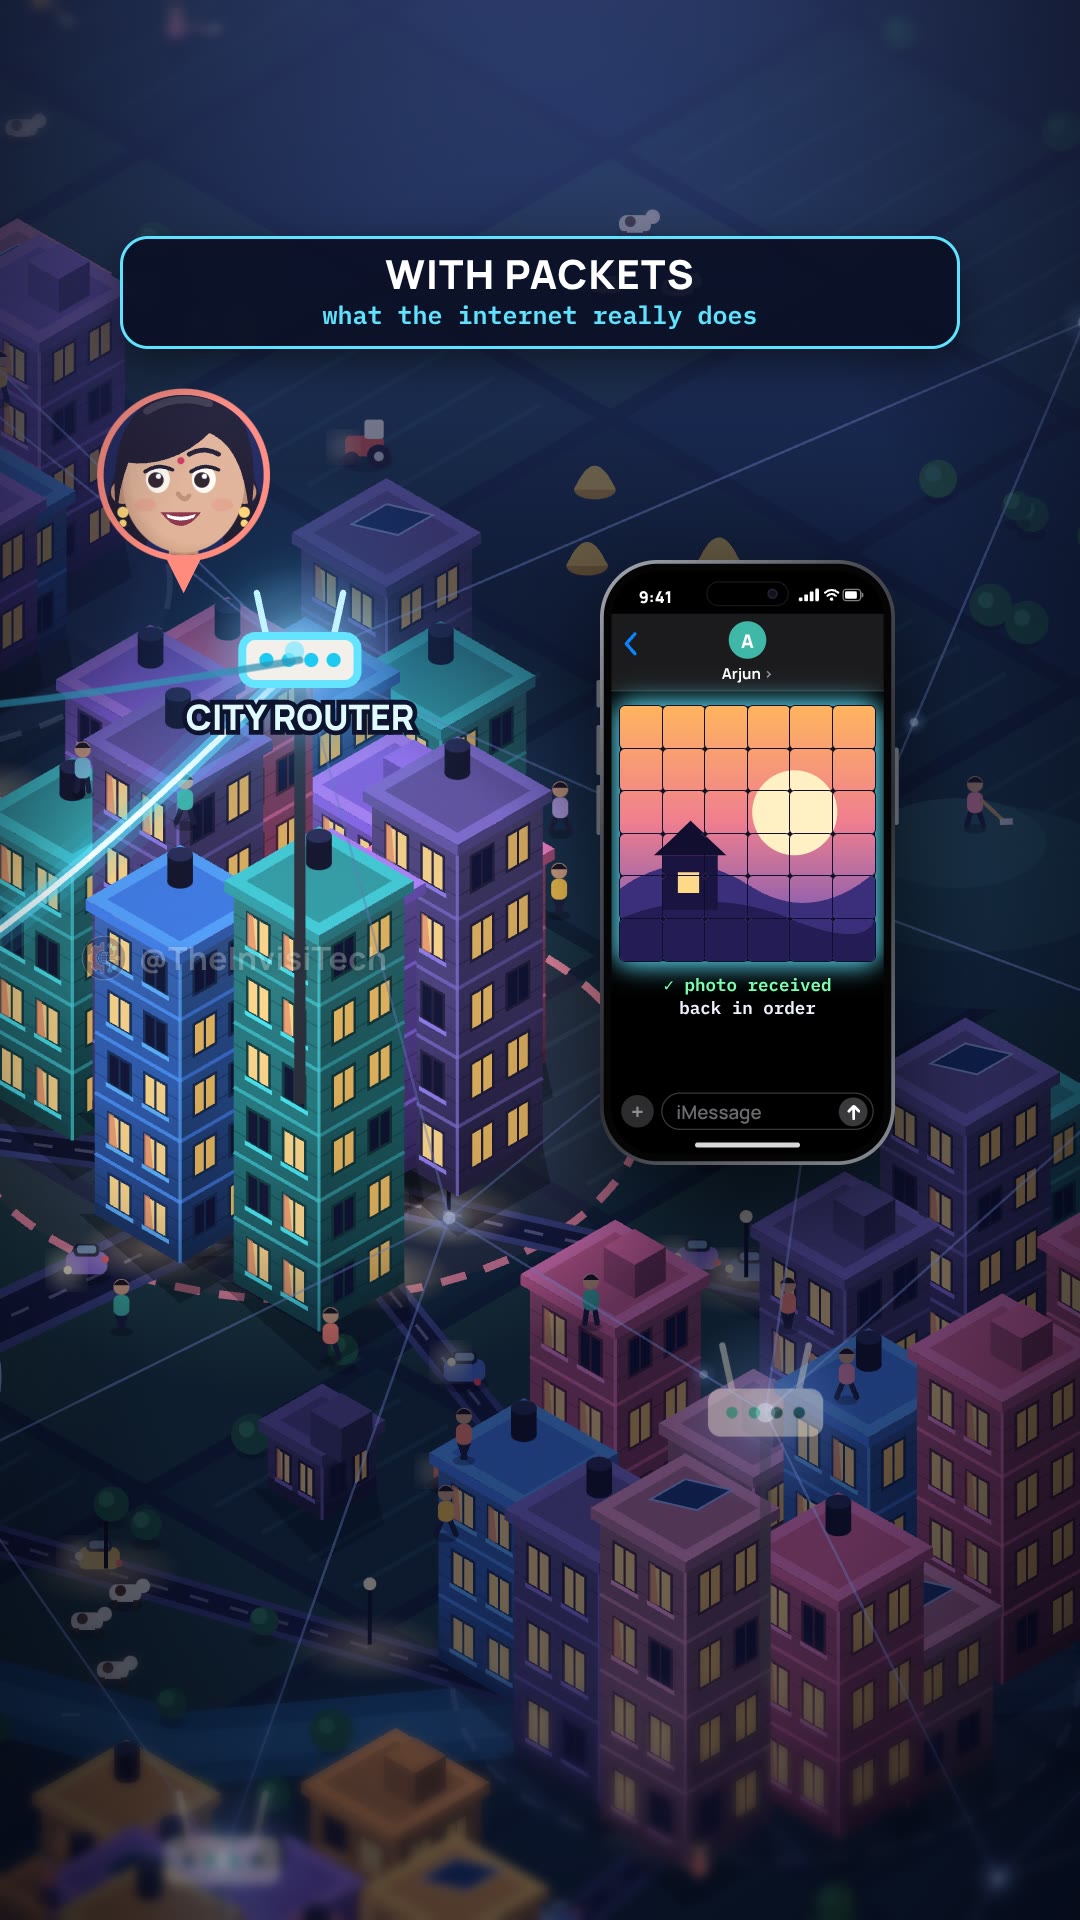 WITH PACKETS
what the internet really does
9:41
A
Arjun ›
CITY ROUTER
@TheInvisiTech
✓ photo received
back in order
+ iMessage